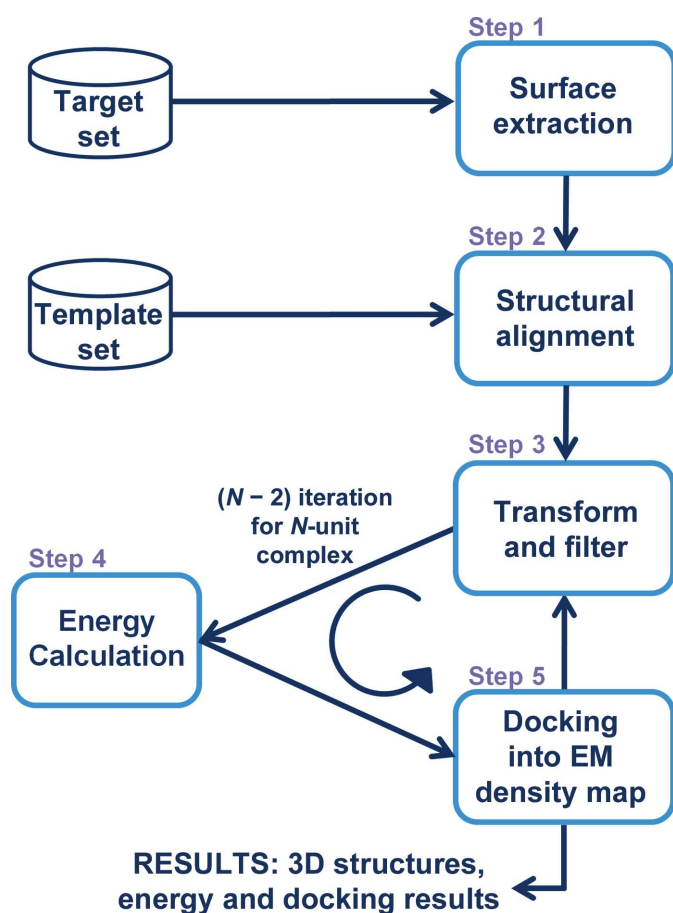 Step 1
Target
set
Surface
extraction
Step 2
Template
set
Structural
alignment
Step 3
(N − 2) iteration
for N-unit
complex
Transform
and filter
Step 4
Energy
Calculation
Step 5
Docking
into EM
density map
RESULTS: 3D structures,
energy and docking results